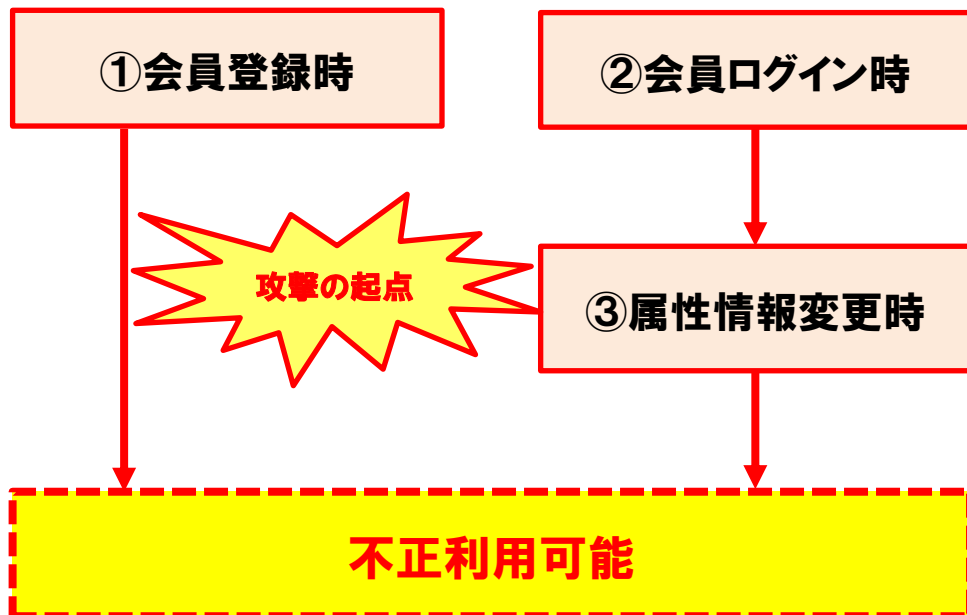 ①会員登録時
②会員ログイン時
攻撃の起点
③属性情報変更時
不正利用可能